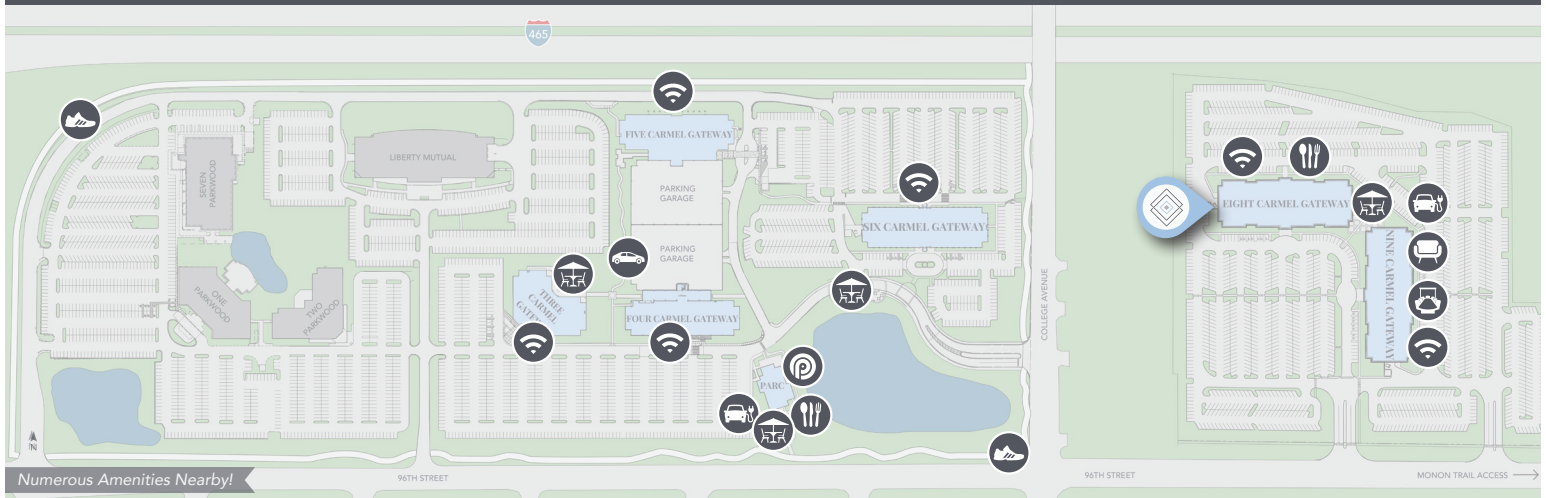 465
FIVE CARMEL GATEWAY
LIBERTY MUTUAL
SEVEN
PARKWOOD
PARKING
GARAGE
EIGHT CARMEL GATEWAY
SIX CARMEL GATEWAY
PARKING
GARAGE
NINE CARMEL GATEWAY
ONE
PARKWOOD
TWO
PARKWOOD
THREE
CARMEL
GATEWAY
FOUR CARMEL GATEWAY
COLLEGE AVENUE
PARC
N
Numerous Amenities Nearby!
96TH STREET
96TH STREET
MONON TRAIL ACCESS